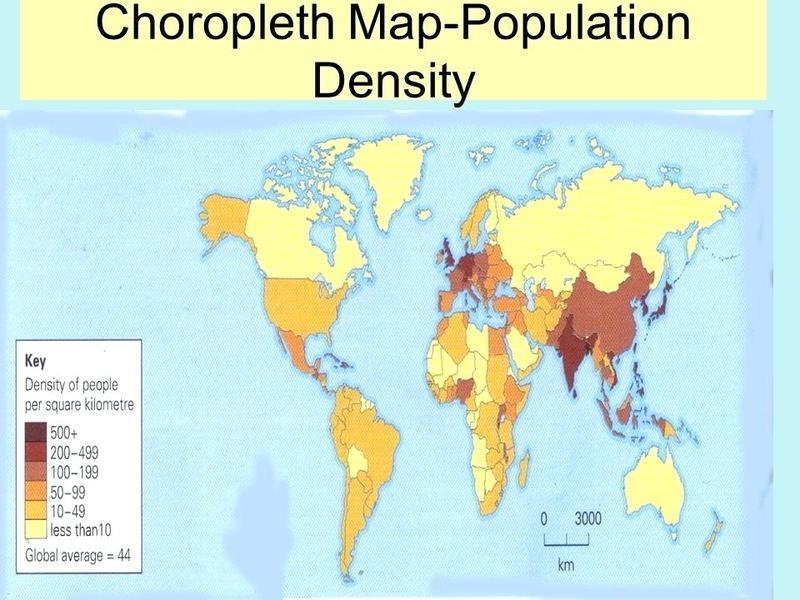 Choropleth Map-Population
Density
Key
Density of people
per square kilometre
500+
200–499
100–199
50–99
10–49
less than10
Global average = 44
0 3000
km